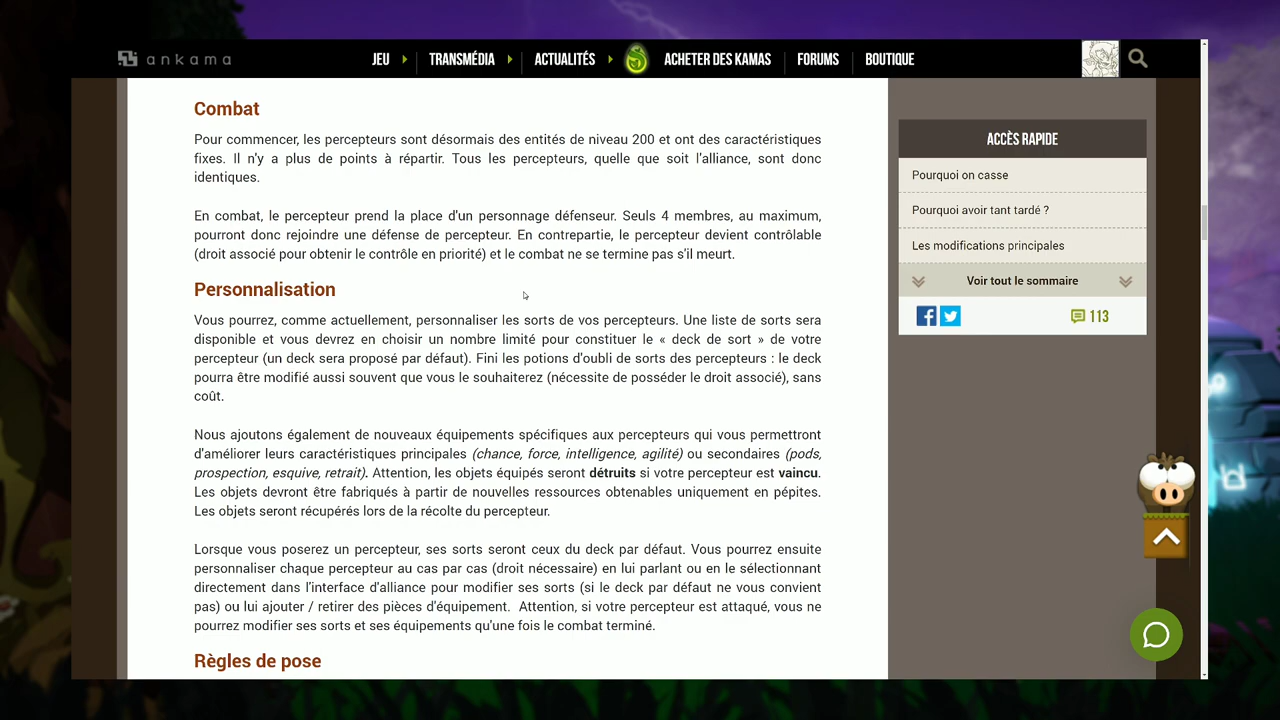 ankama
JEU
TRANSMÉDIA
ACTUALITÉS
ACHETER DES KAMAS
FORUMS
BOUTIQUE
Combat
Pour commencer, les percepteurs sont désormais des entités de niveau 200 et ont des caractéristiques
fixes. Il n'y a plus de points à répartir. Tous les percepteurs, quelle que soit l'alliance, sont donc
identiques.
En combat, le percepteur prend la place d'un personnage défenseur. Seuls 4 membres, au maximum,
pourront donc rejoindre une défense de percepteur. En contrepartie, le percepteur devient contrôlable
(droit associé pour obtenir le contrôle en priorité) et le combat ne se termine pas s'il meurt.
Personnalisation
Vous pourrez, comme actuellement, personnaliser les sorts de vos percepteurs. Une liste de sorts sera
disponible et vous devrez en choisir un nombre limité pour constituer le « deck de sort » de votre
percepteur (un deck sera proposé par défaut). Fini les potions d'oubli de sorts des percepteurs : le deck
pourra être modifié aussi souvent que vous le souhaiterez (nécessite de posséder le droit associé), sans
coût.
Nous ajoutons également de nouveaux équipements spécifiques aux percepteurs qui vous permettront
d'améliorer leurs caractéristiques principales (chance, force, intelligence, agilité) ou secondaires (pods,
prospection, esquive, retrait). Attention, les objets équipés seront détruits si votre percepteur est vaincu.
Les objets devront être fabriqués à partir de nouvelles ressources obtenables uniquement en pépites.
Les objets seront récupérés lors de la récolte du percepteur.
Lorsque vous poserez un percepteur, ses sorts seront ceux du deck par défaut. Vous pourrez ensuite
personnaliser chaque percepteur au cas par cas (droit nécessaire) en lui parlant ou en le sélectionnant
directement dans l'interface d'alliance pour modifier ses sorts (si le deck par défaut ne vous convient
pas) ou lui ajouter / retirer des pièces d'équipement. Attention, si votre percepteur est attaqué, vous ne
pourrez modifier ses sorts et ses équipements qu'une fois le combat terminé.
Règles de pose
ACCÈS RAPIDE
Pourquoi on casse
Pourquoi avoir tant tardé ?
Les modifications principales
Voir tout le sommaire
113